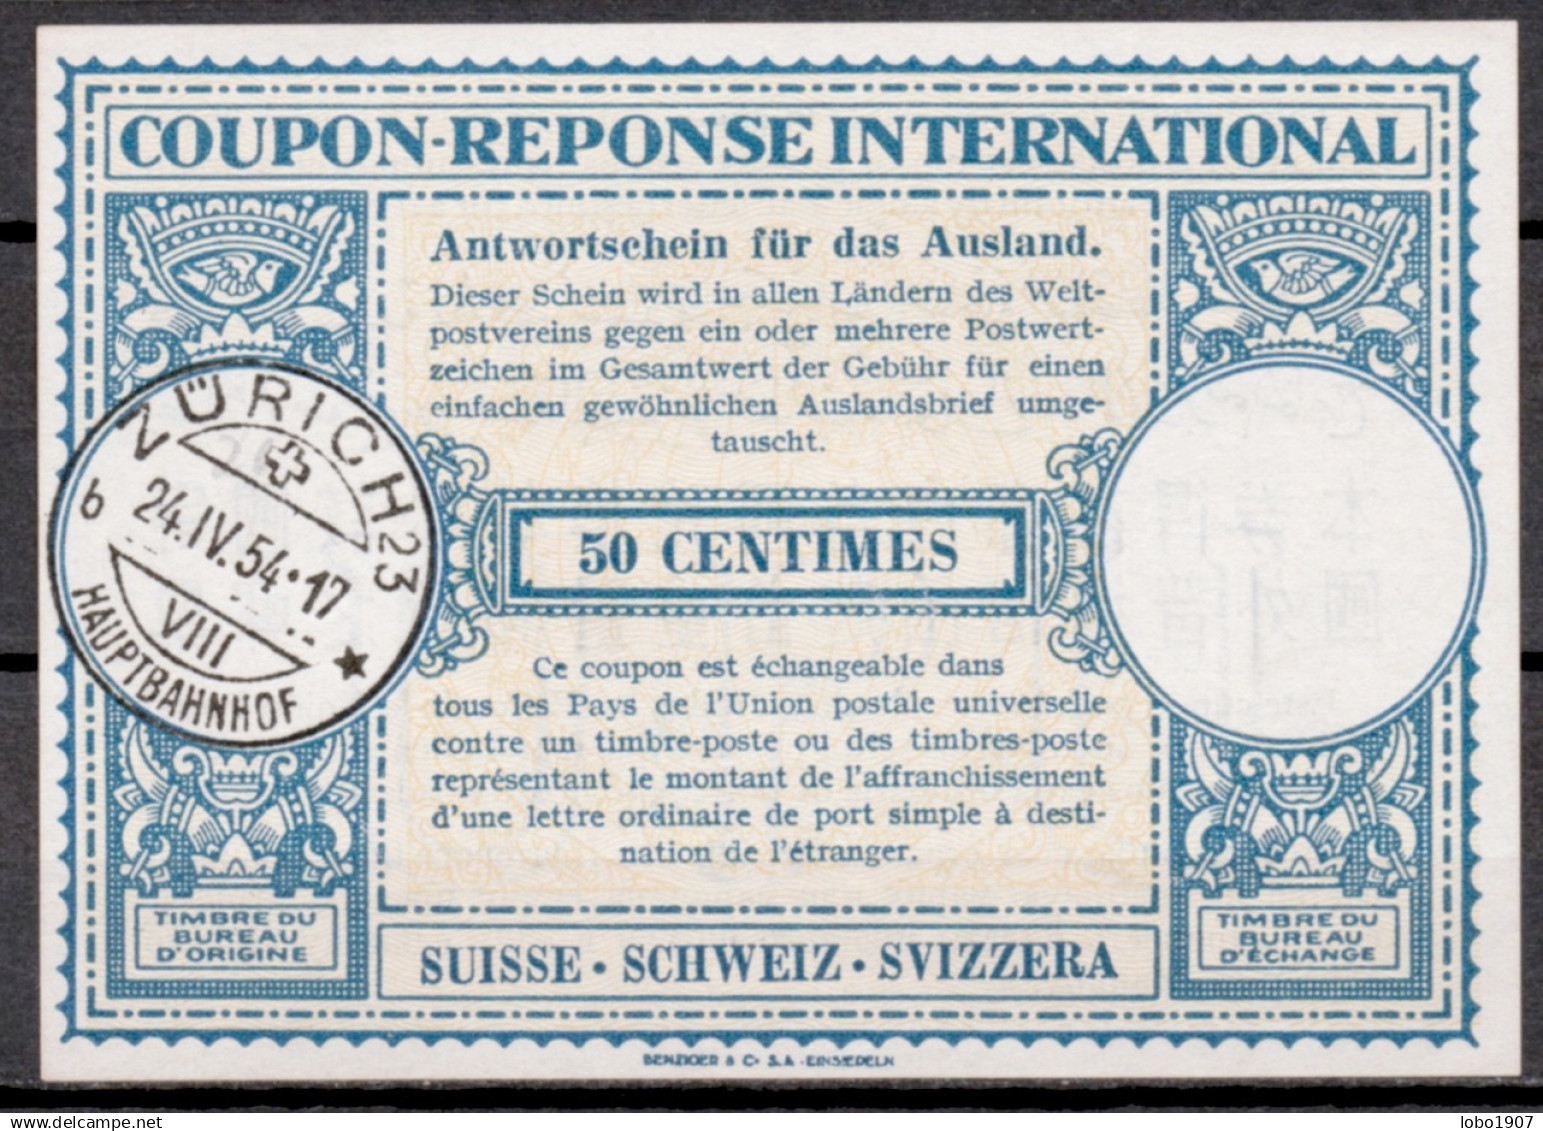 COUPON-REPONSE INTERNATIONAL
Antwortschein für das Ausland.
Dieser Schein wird in allen Ländern des Welt-
postvereins gegen ein oder mehrere Postwert-
zeichen im Gesamtwert der Gebühr für einen
einfachen gewöhnlichen Auslandsbrief umge-
tauscht.
ZÜRICH 23
b
24.IV.54·17
VIII
HAUPTBAHNHOF
50 CENTIMES
Ce coupon est échangeable dans
tous les Pays de l'Union postale universelle
contre un timbre-poste ou des timbres-poste
représentant le montant de l'affranchissement
d'une lettre ordinaire de port simple à desti-
nation de l'étranger.
TIMBRE DU
BUREAU
D'ORIGINE
TIMBRE DU
BUREAU
D'ÉCHANGE
SUISSE · SCHWEIZ · SVIZZERA
BENZIGER & Co S.A. - EINSIEDELN
lobo1907